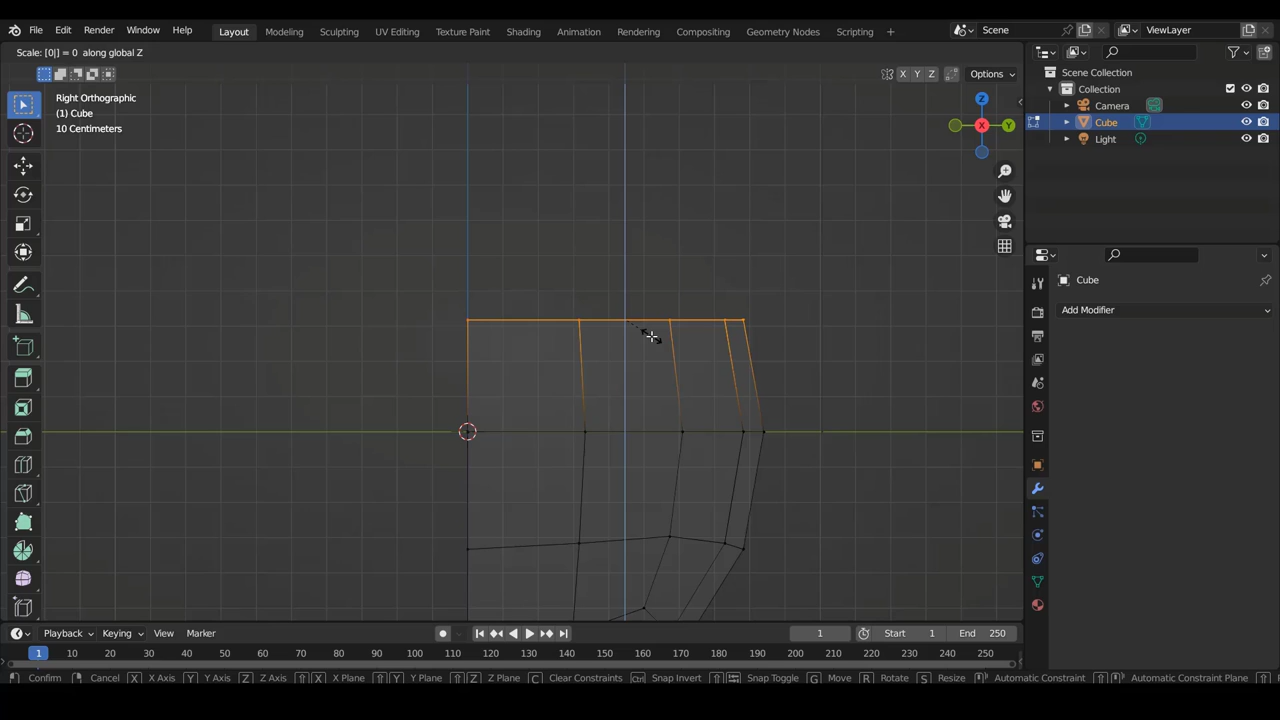 File Edit Render Window Help Layout Modeling Sculpting UV Editing Texture Paint Shading Animation Rendering Compositing Geometry Nodes Scripting Scene ViewLayer
Scale: [0|] = 0 along global Z
X Y Z Options
Right Orthographic
(1) Cube
10 Centimeters
Z
X Y
Scene Collection
Collection
Camera
Cube
Light
Cube
Add Modifier
Playback Keying View Marker 1 Start 1 End 250
1 10 20 30 40 50 60 70 80 90 100 110 120 130 140 150 160 170 180 190 200 210 220 230 240 250
Confirm Cancel X X Axis Y Y Axis Z Z Axis X X Plane Y Y Plane Z Z Plane C Clear Constraints Snap Invert Snap Toggle G Move R Rotate S Resize Automatic Constraint Automatic Constraint Plane